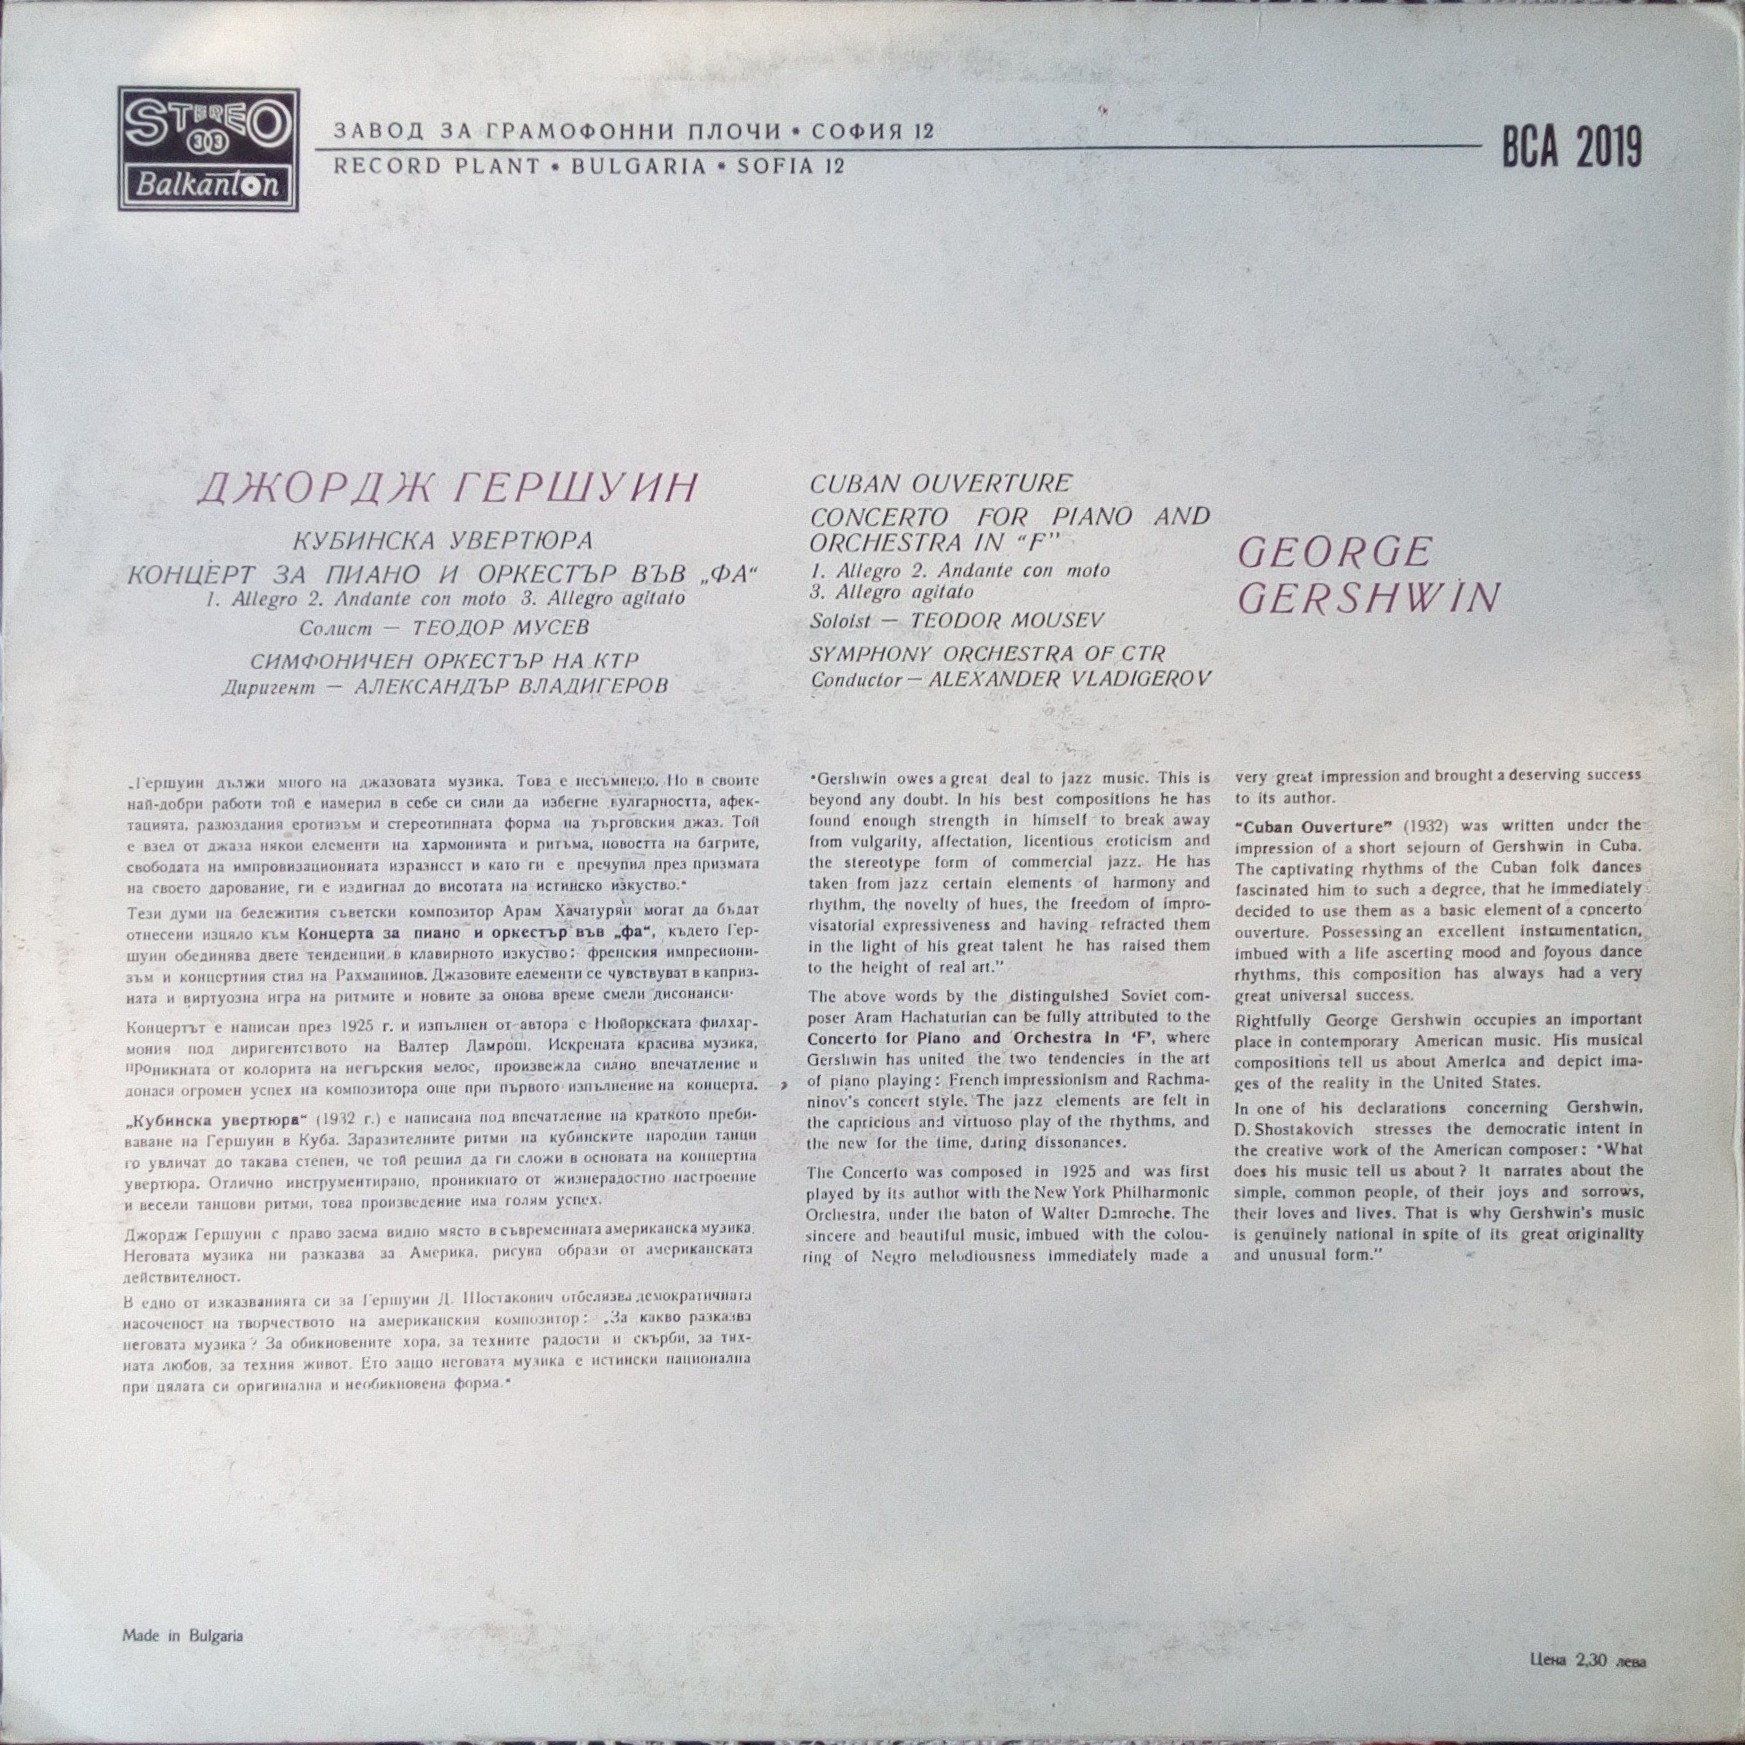 STEREO
33
Balkanton
ЗАВОД ЗА ГРАМОФОННИ ПЛОЧИ • СОФИЯ 12
RECORD PLANT • BULGARIA • SOFIA 12
ВСА 2019
ДЖОРДЖ ГЕРШУИН
КУБИНСКА УВЕРТЮРА
КОНЦЕРТ ЗА ПИАНО И ОРКЕСТЪР ВЪВ „ФА“
1. Allegro 2. Andante con moto 3. Allegro agitato
Солист — ТЕОДОР МУСЕВ
СИМФОНИЧЕН ОРКЕСТЪР НА КТР
Диригент — АЛЕКСАНДЪР ВЛАДИГЕРОВ
CUBAN OUVERTURE
CONCERTO FOR PIANO AND
ORCHESTRA IN “F”
1. Allegro 2. Andante con moto
3. Allegro agitato
Soloist — TEODOR MOUSEV
SYMPHONY ORCHESTRA OF CTR
Conductor — ALEXANDER VLADIGEROV
GEORGE
GERSHWIN
„Гершуин дължи много на джазовата музика. Това е несъмнено. Но в своите
най-добри работи той е намерил в себе си сили да избегне вулгарността, афек-
тацията, разюздания еротизъм и стереотипната форма на търговския джаз. Той
е взел от джаза някои елементи на хармонията и ритъма, новостта на багрите,
свободата на импровизационната изразност и като ги е пречупил през призмата
на своето дарование, ги е издигнал до висотата на истинско изкуство.“
Тези думи на бележития съветски композитор Арам Хачатурян могат да бъдат
отнесени изцяло към Концерта за пиано и оркестър във „фа“, където Гер-
шуин обединява двете тенденции в клавирното изкуство: френския импресиони-
зъм и концертния стил на Рахманинов. Джазовите елементи се чувствуват в каприз-
ната и виртуозна игра на ритмите и новите за онова време смели дисонанси.
Концертът е написан през 1925 г. и изпълнен от автора с Нюйоркската филхар-
мония под диригентството на Валтер Дамрош. Искрената красива музика,
проникната от колорита на негърския мелос, произвежда силно впечатление и
донася огромен успех на композитора още при първото изпълнение на концерта.
„Кубинска увертюра“ (1932 г.) е написана под впечатление на краткото преби-
ваване на Гершуин в Куба. Заразителните ритми на кубинските народни танци
го увличат до такава степен, че той решил да ги сложи в основата на концертна
увертюра. Отлично инструментирано, проникнато от жизнерадостно настроение
и весели танцови ритми, това произведение има голям успех.
Джордж Гершуин с право заема видно място в съвременната американска музика.
Неговата музика ни разказва за Америка, рисува образи от американската
действителност.
В едно от изказванията си за Гершуин Д. Шостакович отбелязва демократичната
насоченост на творчеството на американския композитор: „За какво разказва
неговата музика? За обикновените хора, за техните радости и скърби, за тях-
ната любов, за техния живот. Ето защо неговата музика е истински национална
при цялата си оригинална и необикновена форма.“
“Gershwin owes a great deal to jazz music. This is
beyond any doubt. In his best compositions he has
found enough strength in himself to break away
from vulgarity, affectation, licentious eroticism and
the stereotype form of commercial jazz. He has
taken from jazz certain elements of harmony and
rhythm, the novelty of hues, the freedom of impro-
visatorial expressiveness and having refracted them
in the light of his great talent he has raised them
to the height of real art.”
The above words by the distinguished Soviet com-
poser Aram Hachaturian can be fully attributed to the
Concerto for Piano and Orchestra in ‘F’, where
Gershwin has united the two tendencies in the art
of piano playing: French impressionism and Rachma-
ninov's concert style. The jazz elements are felt in
the capricious and virtuoso play of the rhythms, and
the new for the time, daring dissonances.
The Concerto was composed in 1925 and was first
played by its author with the New York Philharmonic
Orchestra, under the baton of Walter Damroche. The
sincere and beautiful music, imbued with the colou-
ring of Negro melodiousness immediately made a
very great impression and brought a deserving success
to its author.
“Cuban Ouverture” (1932) was written under the
impression of a short sejourn of Gershwin in Cuba.
The captivating rhythms of the Cuban folk dances
fascinated him to such a degree, that he immediately
decided to use them as a basic element of a concerto
ouverture. Possessing an excellent instrumentation,
imbued with a life ascerting mood and joyous dance
rhythms, this composition has always had a very
great universal success.
Rightfully George Gershwin occupies an important
place in contemporary American music. His musical
compositions tell us about America and depict ima-
ges of the reality in the United States.
In one of his declarations concerning Gershwin,
D. Shostakovich stresses the democratic intent in
the creative work of the American composer: “What
does his music tell us about? It narrates about the
simple, common people, of their joys and sorrows,
their loves and lives. That is why Gershwin's music
is genuinely national in spite of its great originality
and unusual form.”
Made in Bulgaria
Цена 2,30 лева